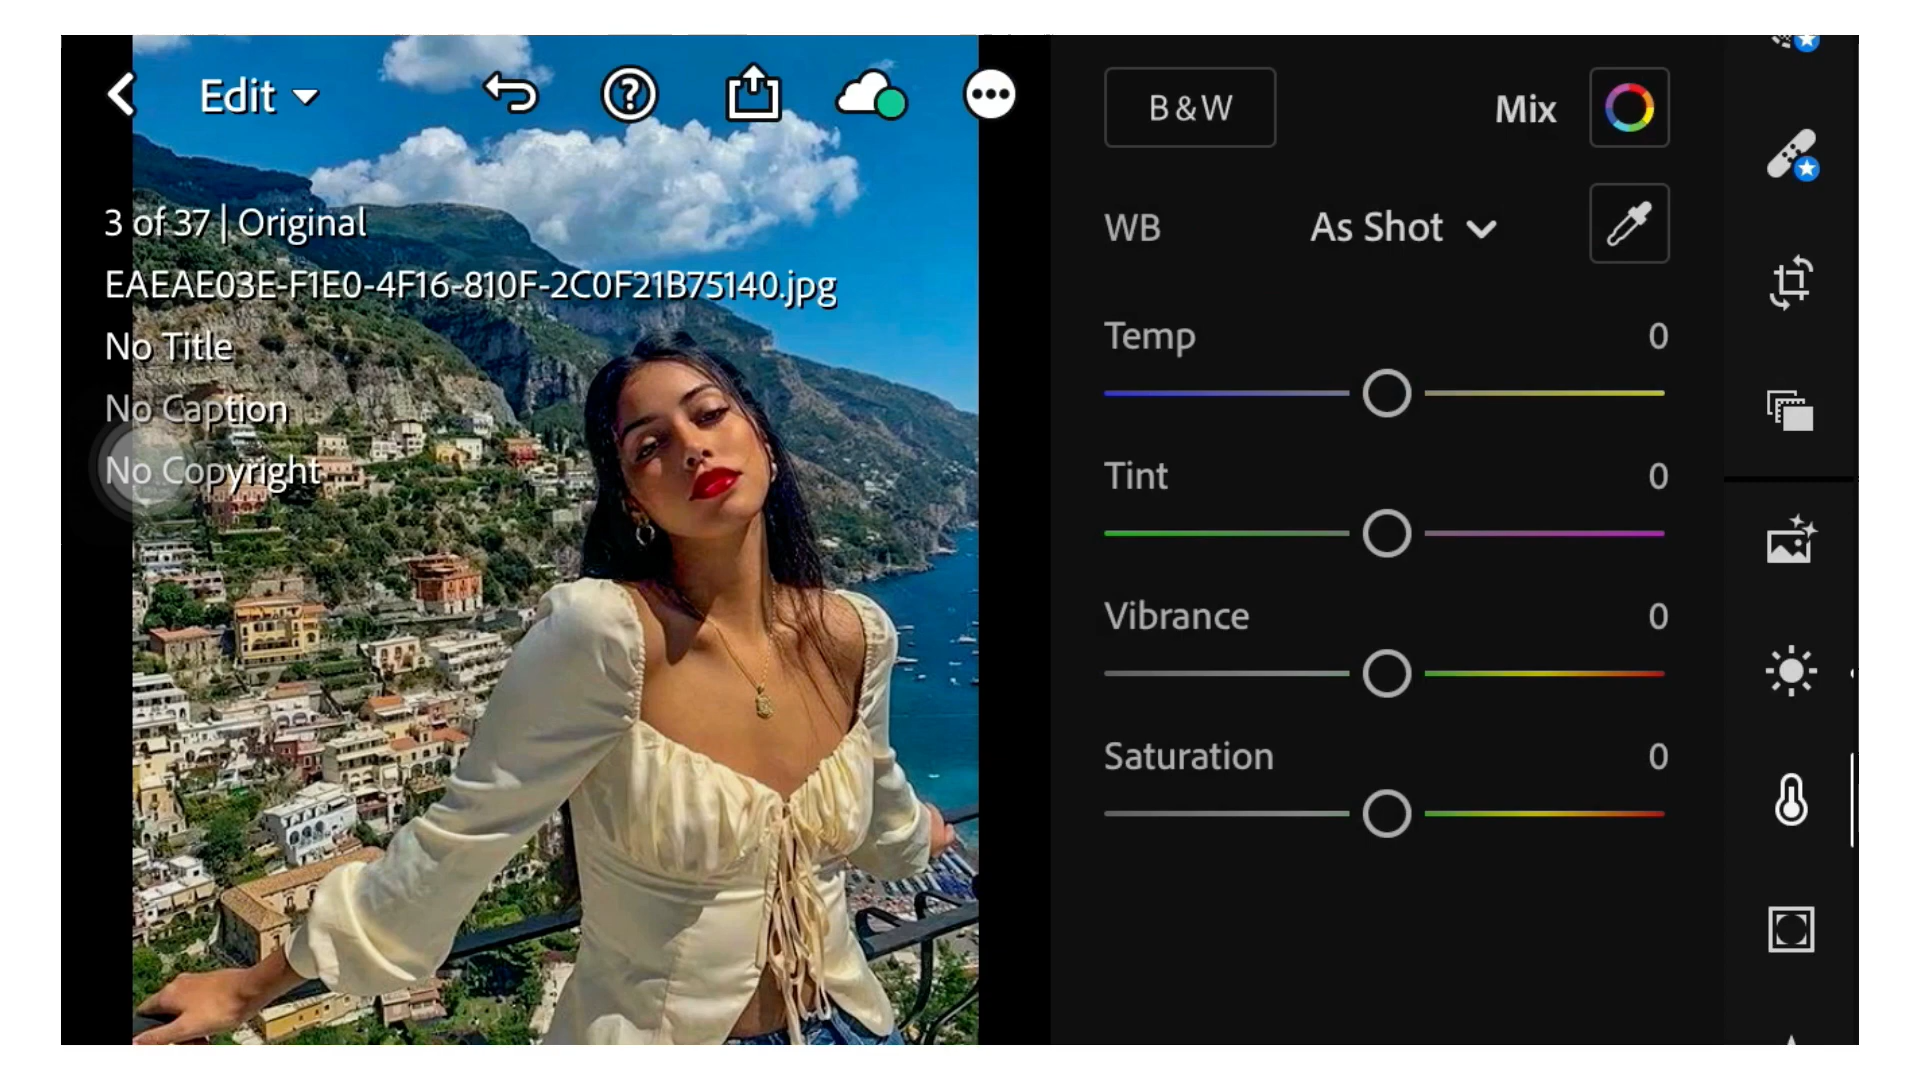 Edit
3 of 37 | Original
EAEAE03E-F1E0-4F16-810F-2C0F21B75140.jpg
No Title
No Caption
No Copyright
B & W
Mix
WB
As Shot
Temp 0
Tint 0
Vibrance 0
Saturation 0